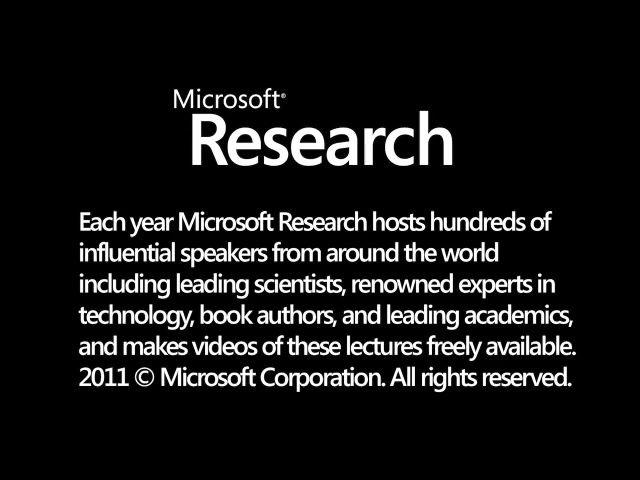 Microsoft®
Research
Each year Microsoft Research hosts hundreds of
influential speakers from around the world
including leading scientists, renowned experts in
technology, book authors, and leading academics,
and makes videos of these lectures freely available.
2011 © Microsoft Corporation. All rights reserved.